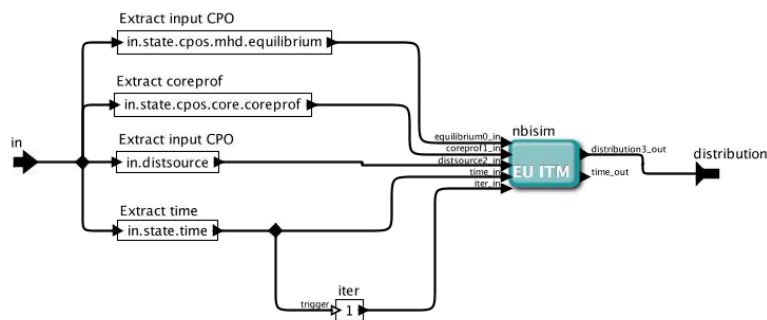 Extract input CPO
in.state.cpos.mhd.equilibrium
Extract coreprof
in.state.cpos.core.coreprof
in
Extract input CPO
in.distsource
Extract time
in.state.time
iter
trigger
1
nbisim
equilibrium0_in
coreprof1_in
distsource2_in
time_in
iter_in
EU ITM
distribution3_out
time_out
distribution